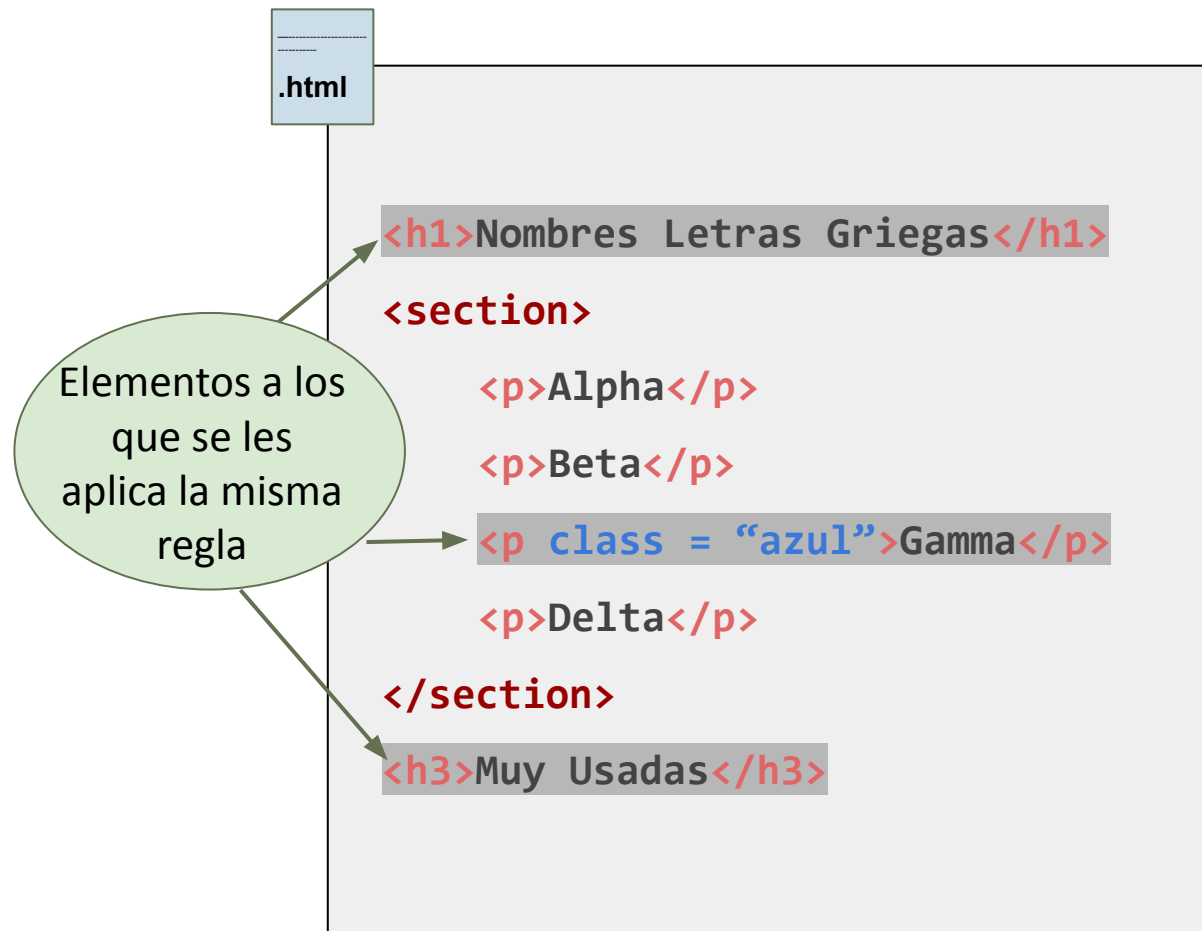 .html
<h1>Nombres Letras Griegas</h1>
<section>
<p>Alpha</p>
<p>Beta</p>
Elementos a los
que se les
aplica la misma
regla
<p class = “azul”>Gamma</p>
<p>Delta</p>
</section>
<h3>Muy Usadas</h3>